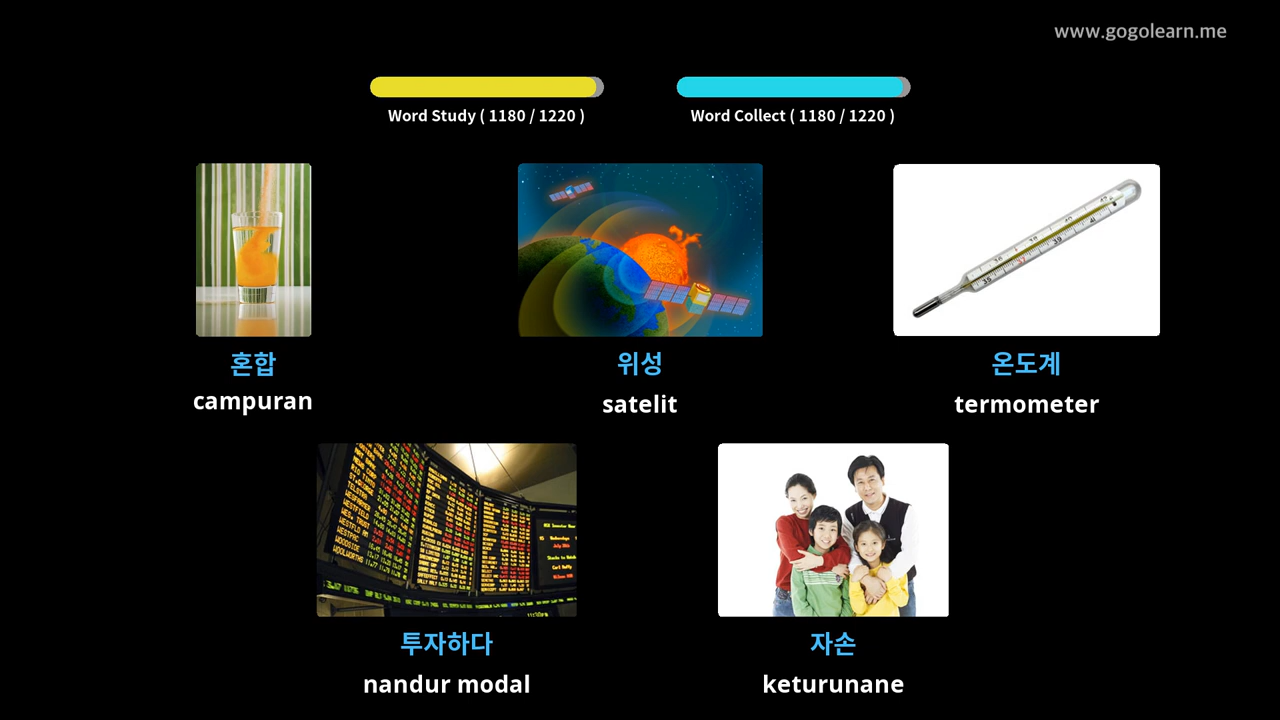 www.gogolearn.me
Word Study ( 1180 / 1220 )
Word Collect ( 1180 / 1220 )
혼합
campuran
위성
satelit
온도계
termometer
투자하다
nandur modal
자손
keturunane